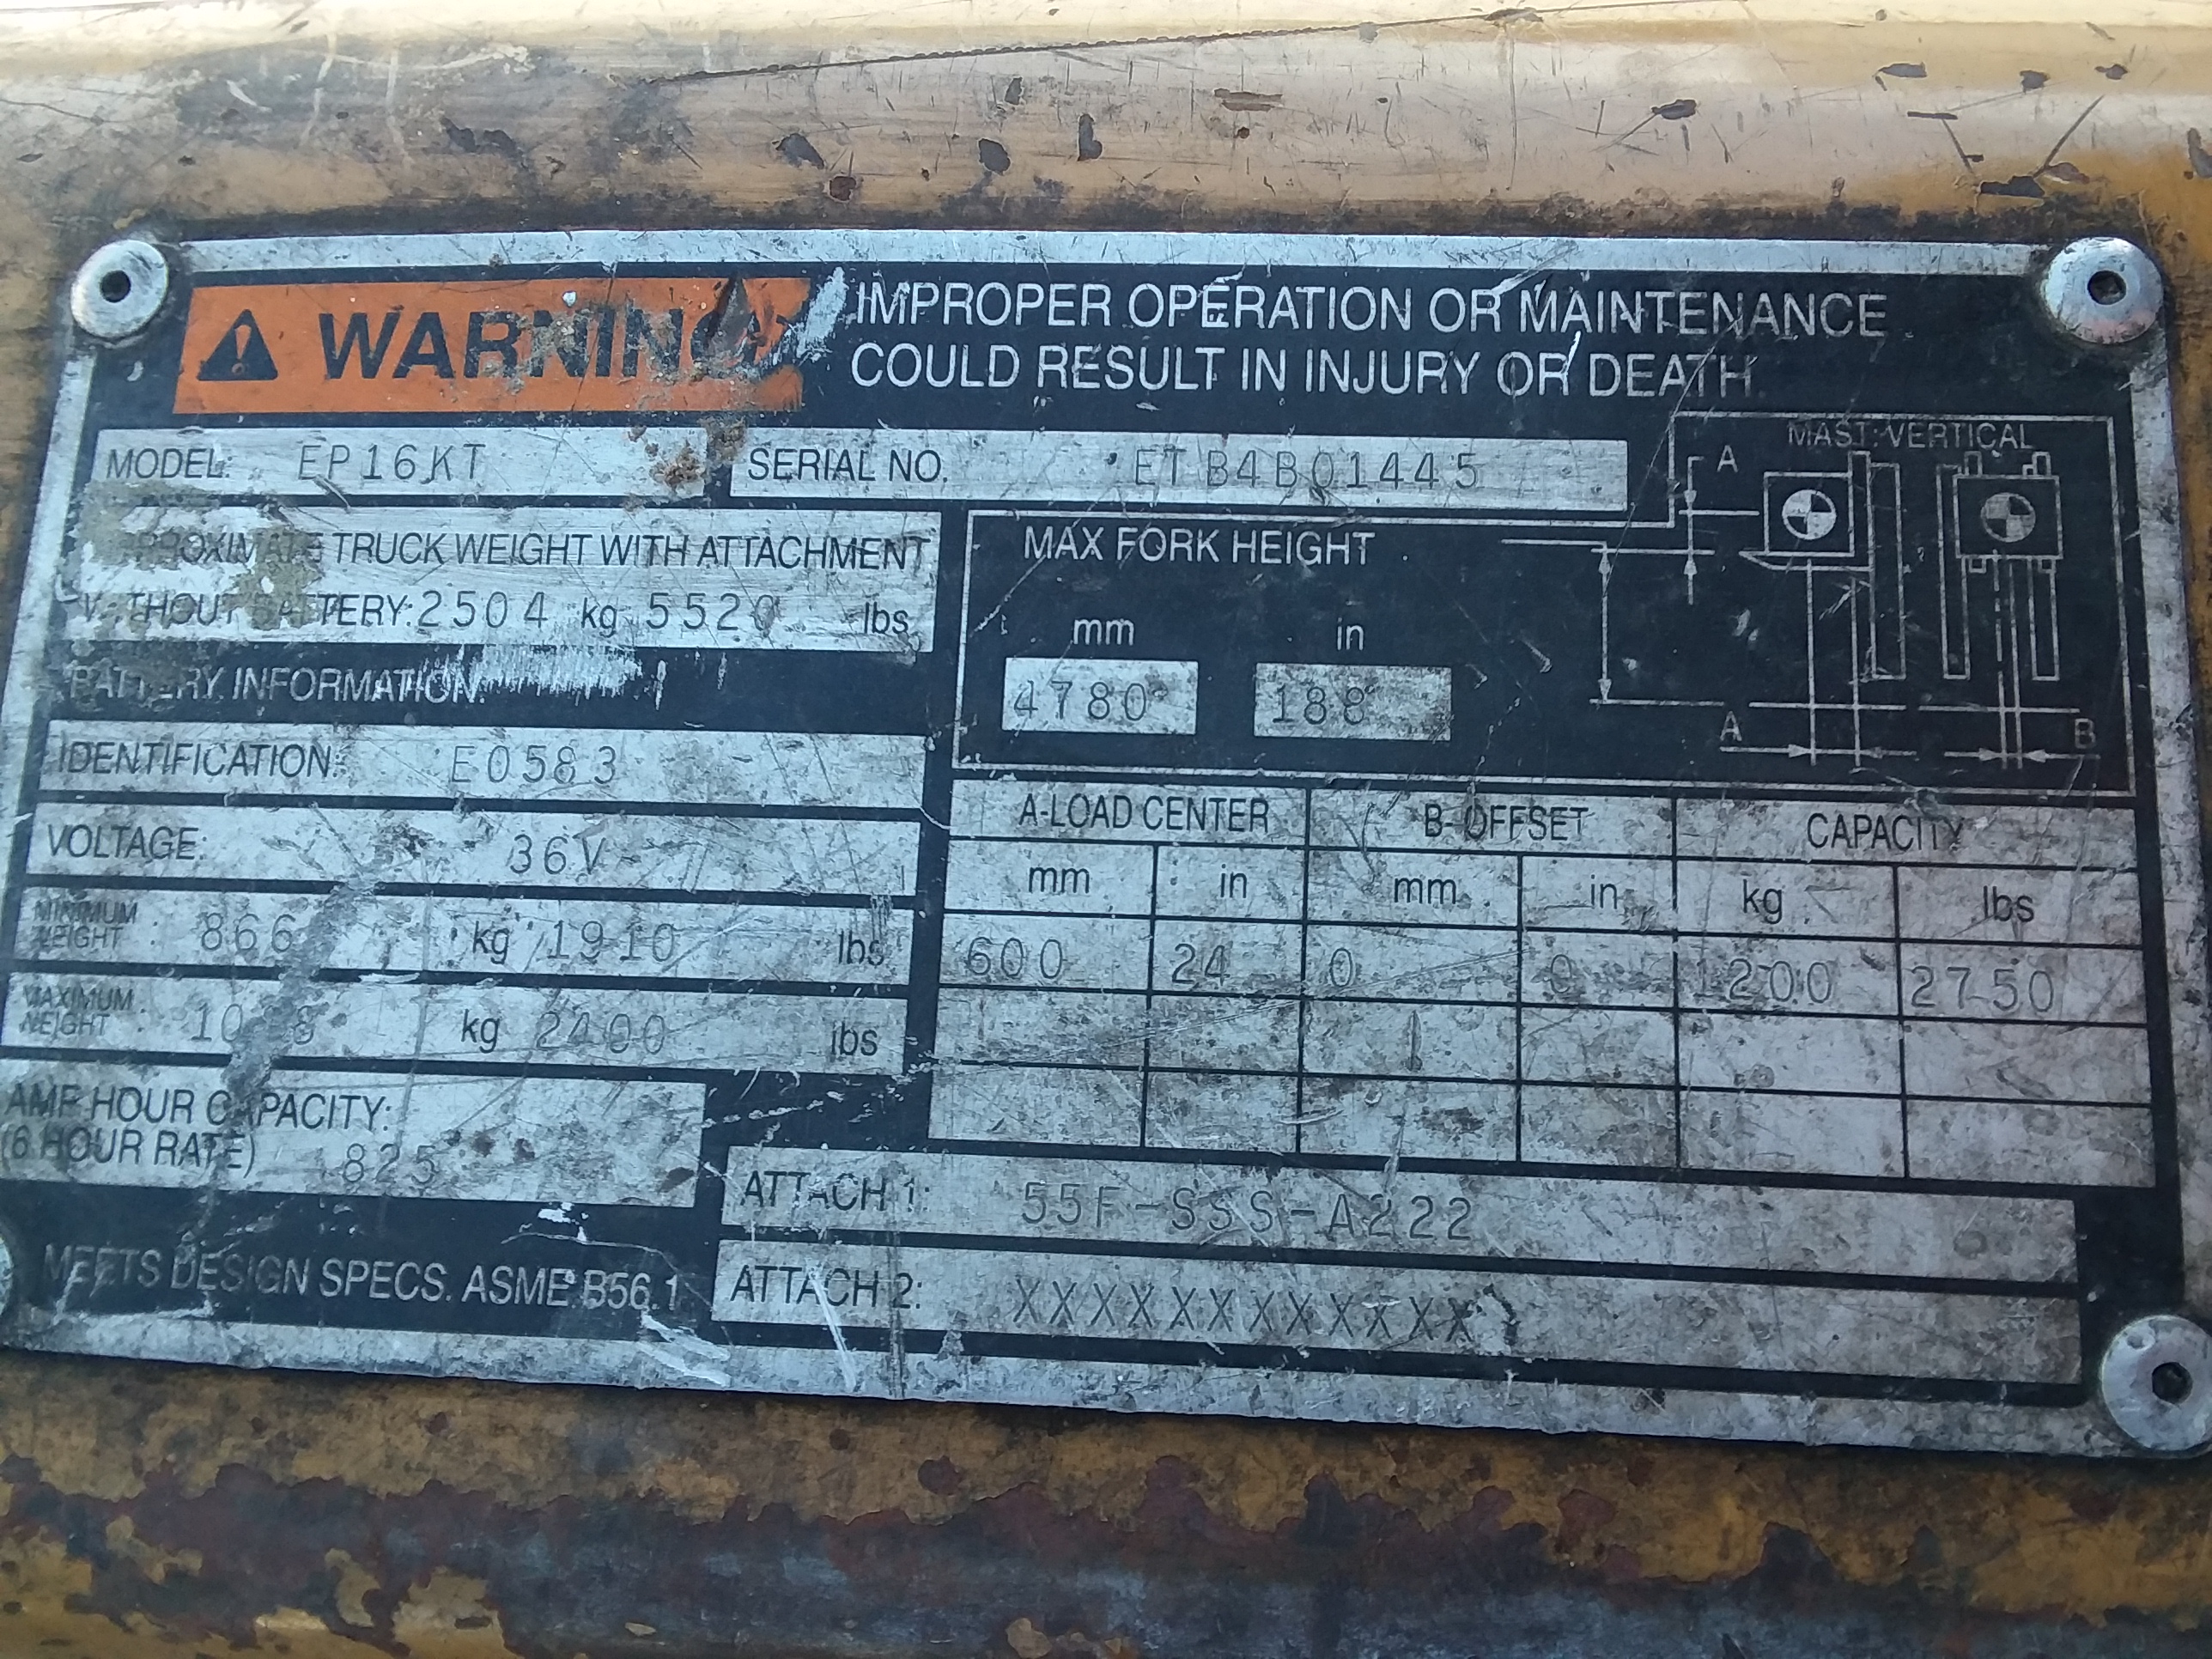 WARNING
IMPROPER OPERATION OR MAINTENANCE
COULD RESULT IN INJURY OR DEATH
MODEL: EP16KT
SERIAL NO. ETB4B01445
TRUCK WEIGHT WITH ATTACHMENT
BATTERY: 2504 kg 5520 lbs
BATTERY INFORMATION:
IDENTIFICATION: E0583
VOLTAGE: 36V
MINIMUM
WEIGHT : 866 kg 1910 lbs
MAXIMUM
WEIGHT : kg 2400 lbs
AMP HOUR CAPACITY:
(6 HOUR RATE) 825
MEETS DESIGN SPECS. ASME B56.1
MAST: VERTICAL
A
MAX FORK HEIGHT
mm in
4780 188
A B
A-LOAD CENTER B-OFFSET CAPACITY
mm in mm in kg lbs
600 24 0 0 1200 2750
ATTACH 1: 55F-SSS-A222
ATTACH 2: XXXXXXXXXXXX